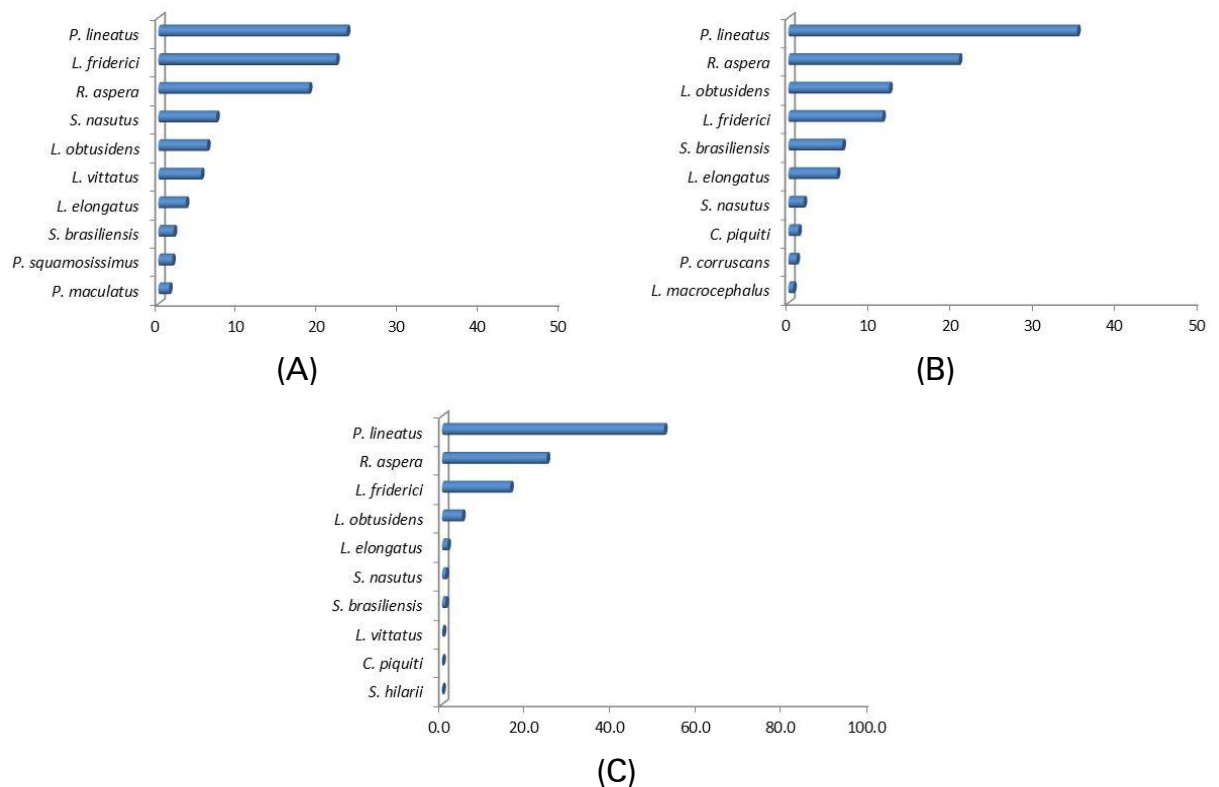 P. lineatus
L. friderici
R. aspera
S. nasutus
L. obtusidens
L. vittatus
L. elongatus
S. brasiliensis
P. squamosissimus
P. maculatus
0 10 20 30 40 50
(A)
P. lineatus
R. aspera
L. obtusidens
L. friderici
S. brasiliensis
L. elongatus
S. nasutus
C. piquiti
P. corruscans
L. macrocephalus
0 10 20 30 40 50
(B)
P. lineatus
R. aspera
L. friderici
L. obtusidens
L. elongatus
S. nasutus
S. brasiliensis
L. vittatus
C. piquiti
S. hilarii
0.0 20.0 40.0 60.0 80.0 100.0
(C)